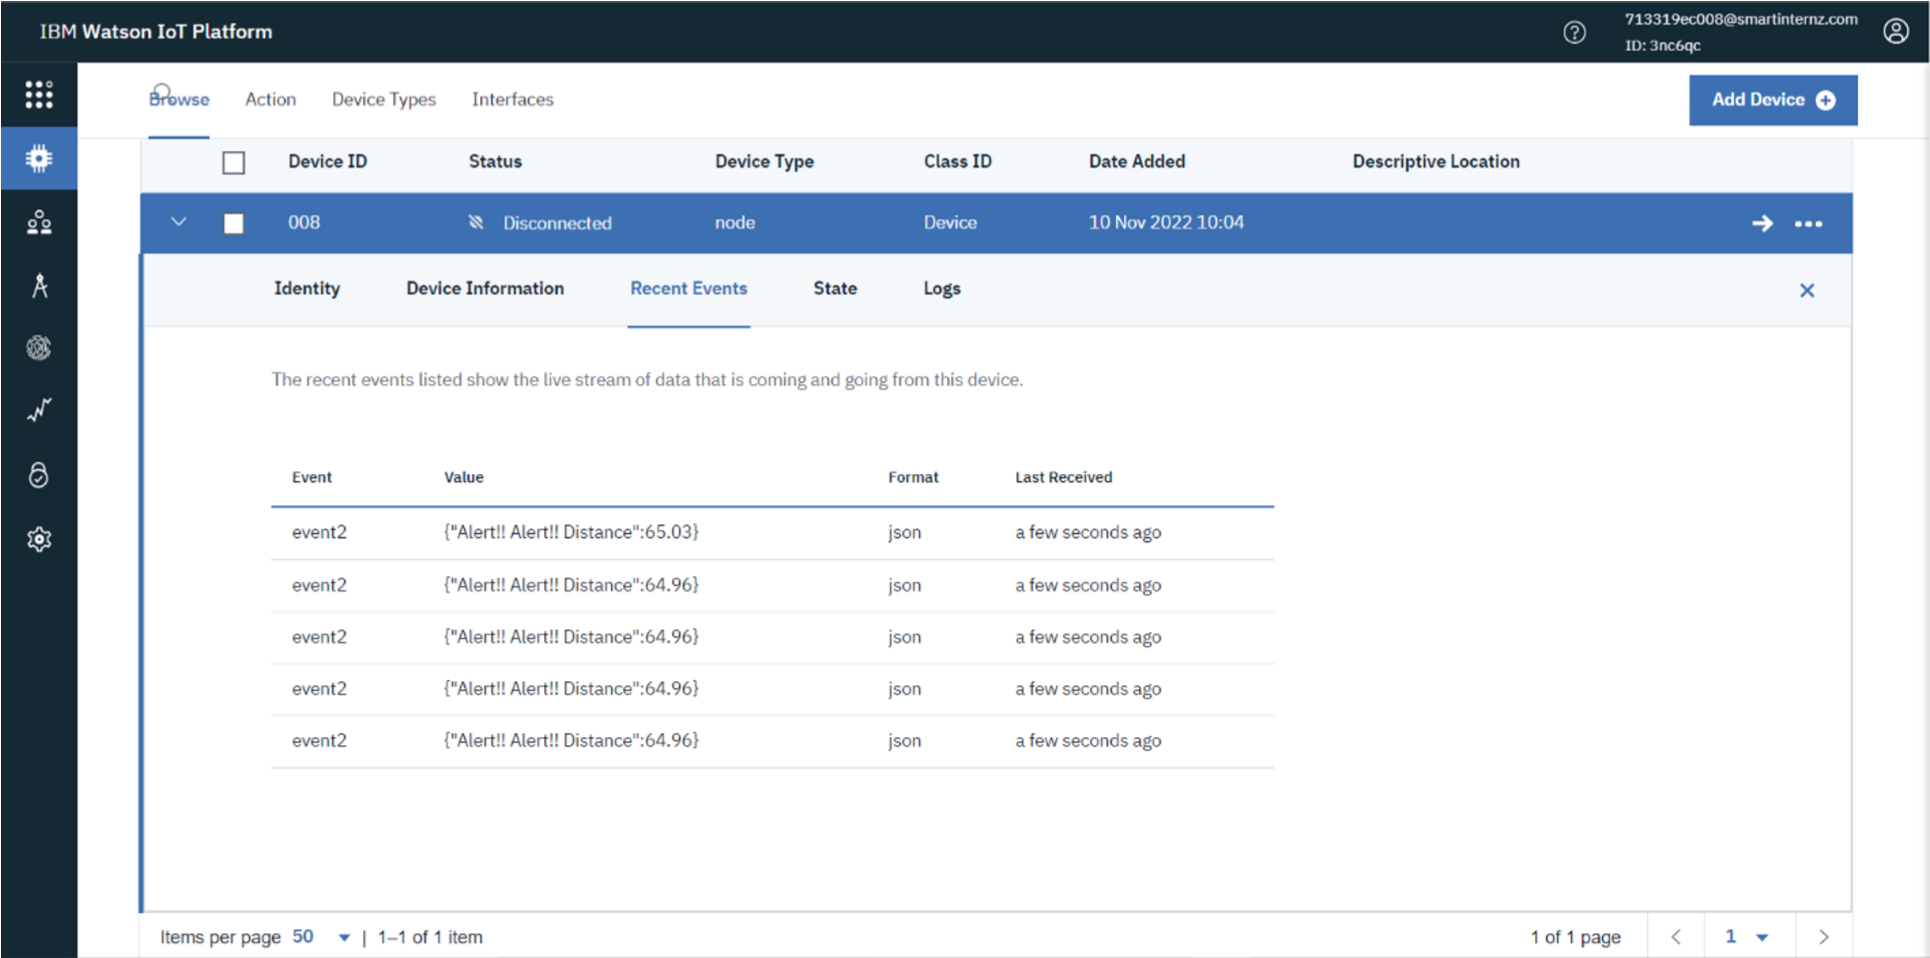 IBM Watson IoT Platform
713319ec008@smartinternz.com
ID: 3nc6qc
Browse Action Device Types Interfaces
Add Device
Device ID Status Device Type Class ID Date Added Descriptive Location
008 Disconnected node Device 10 Nov 2022 10:04
Identity Device Information Recent Events State Logs
The recent events listed show the live stream of data that is coming and going from this device.
Event Value Format Last Received
event2 {"Alert!! Alert!! Distance":65.03} json a few seconds ago
event2 {"Alert!! Alert!! Distance":64.96} json a few seconds ago
event2 {"Alert!! Alert!! Distance":64.96} json a few seconds ago
event2 {"Alert!! Alert!! Distance":64.96} json a few seconds ago
event2 {"Alert!! Alert!! Distance":64.96} json a few seconds ago
Items per page 50 | 1–1 of 1 item 1 of 1 page 1